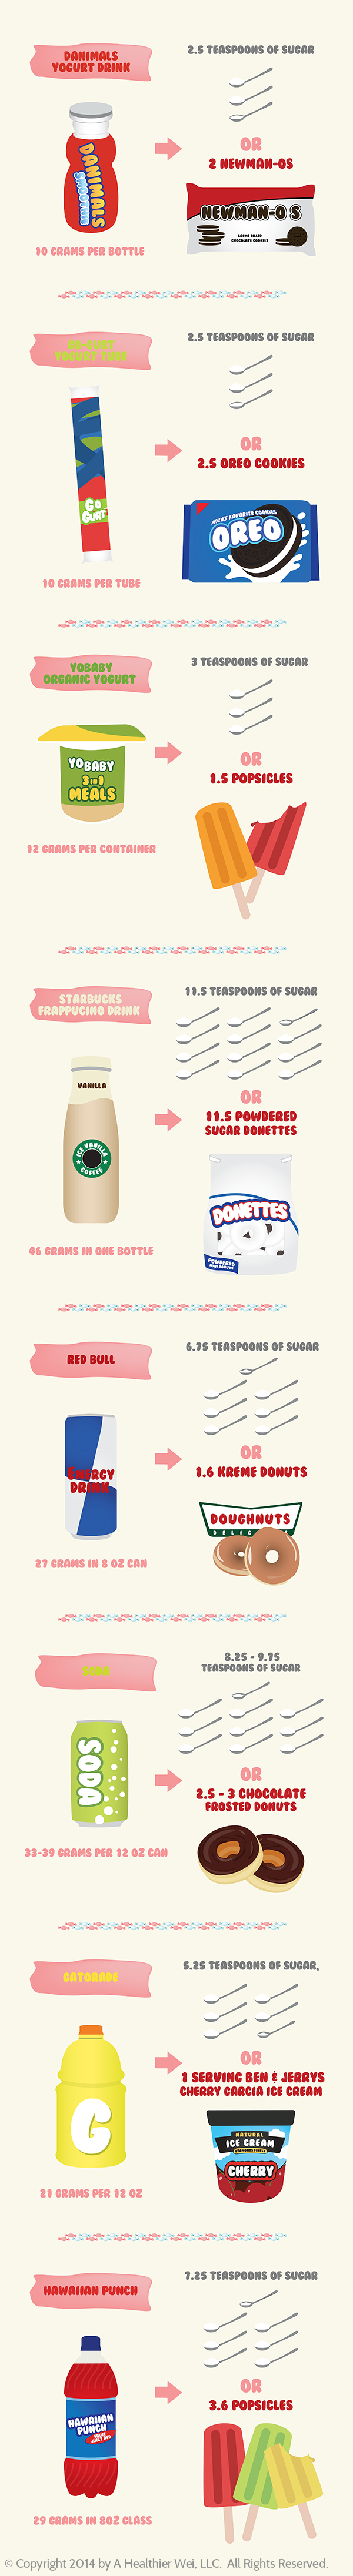 DANIMALS
YOGURT DRINK
2.5 TEASPOONS OF SUGAR
DANIMALS
SMOOTHIE
OR
2 NEWMAN-OS
NEWMAN-O S
CREME FILLED
CHOCOLATE COOKIES
10 GRAMS PER BOTTLE
GO-GURT
YOGURT TUBE
2.5 TEASPOONS OF SUGAR
OR
2.5 OREO COOKIES
GO
GURT
MILKS FAVORITE COOKIES
OREO
10 GRAMS PER TUBE
YOBABY
ORGANIC YOGURT
3 TEASPOONS OF SUGAR
YO BABY
3 IN 1
MEALS
OR
1.5 POPSICLES
12 GRAMS PER CONTAINER
STARBUCKS
FRAPPUCINO DRINK
11.5 TEASPOONS OF SUGAR
VANILLA
ICE VANILLA
COFFEE
OR
11.5 POWDERED
SUGAR DONETTES
DONETTES
POWDERED
MINI DONUTS
46 GRAMS IN ONE BOTTLE
RED BULL
6.75 TEASPOONS OF SUGAR
ENERGY
DRINK
OR
1.6 KREME DONUTS
DOUGHNUTS
27 GRAMS IN 8 OZ CAN
SODA
8.25 - 9.75
TEASPOONS OF SUGAR
SODA
OR
2.5 - 3 CHOCOLATE
FROSTED DONUTS
33-39 GRAMS PER 12 OZ CAN
GATORADE
5.25 TEASPOONS OF SUGAR,
G
OR
1 SERVING BEN & JERRYS
CHERRY GARCIA ICE CREAM
NATURAL
ICE CREAM
VERMONTS FINEST
CHERRY
21 GRAMS PER 12 OZ
HAWAIIAN PUNCH
7.25 TEASPOONS OF SUGAR
OR
3.6 POPSICLES
HAWAIIAN
PUNCH
FRUIT
JUICY RED
29 GRAMS IN 8OZ GLASS
© Copyright 2014 by A Healthier Wei, LLC. All Rights Reserved.